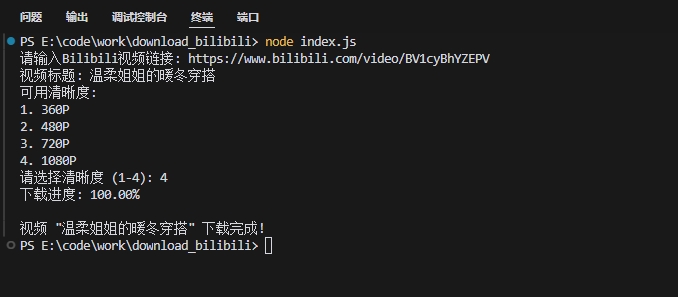 问题 输出 调试控制台 终端 端口
PS E:\code\work\download_bilibili> node index.js
请输入Bilibili视频链接: https://www.bilibili.com/video/BV1cyBhYZEPV
视频标题: 温柔姐姐的暖冬穿搭
可用清晰度:
1. 360P
2. 480P
3. 720P
4. 1080P
请选择清晰度 (1-4): 4
下载进度: 100.00%
视频 "温柔姐姐的暖冬穿搭" 下载完成!
PS E:\code\work\download_bilibili>